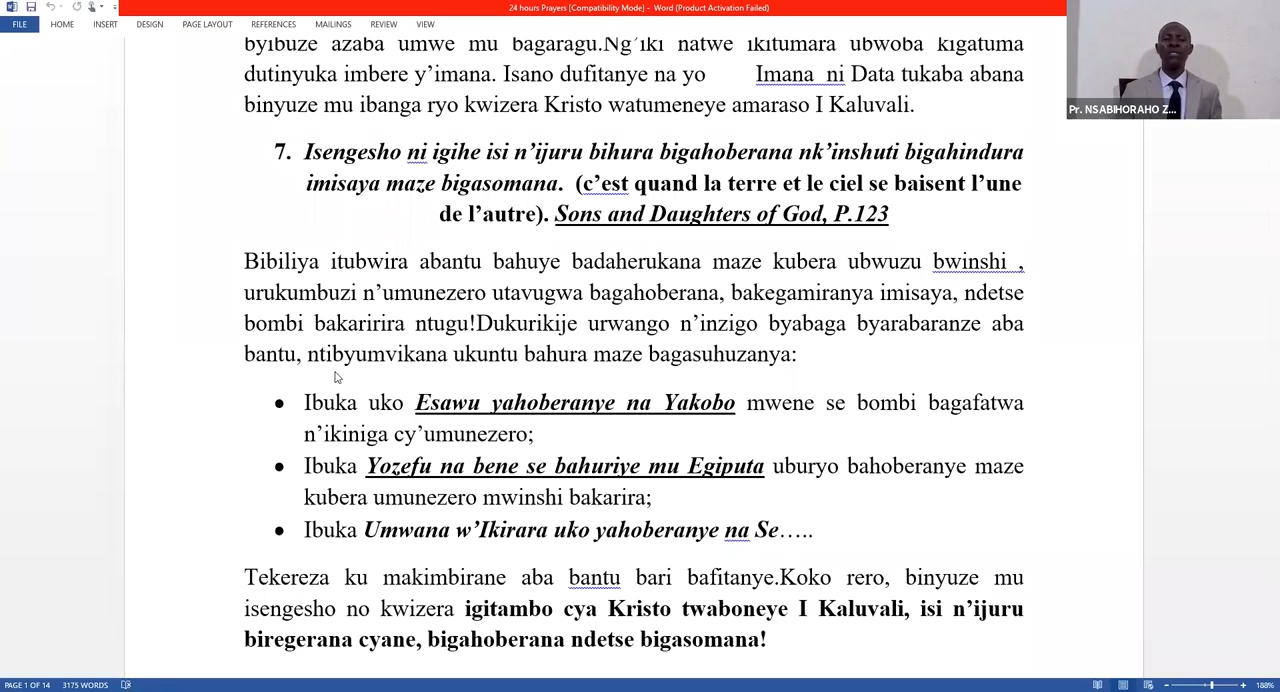 24 hours Prayers [Compatibility Mode] - Word (Product Activation Failed)
FILE HOME INSERT DESIGN PAGE LAYOUT REFERENCES MAILINGS REVIEW VIEW
byibuze azaba umwe mu bagaragu.Ng’iki natwe ikitumara ubwoba kigatuma
dutinyuka imbere y’imana. Isano dufitanye na yo Imana ni Data tukaba abana
binyuze mu ibanga ryo kwizera Kristo watumeneye amaraso I Kaluvali.
7. Isengesho ni igihe isi n’ijuru bihura bigahoberana nk’inshuti bigahindura
imisaya maze bigasomana. (c’est quand la terre et le ciel se baisent l’une
de l’autre). Sons and Daughters of God, P.123
Bibiliya itubwira abantu bahuye badaherukana maze kubera ubwuzu bwinshi ,
urukumbuzi n’umunezero utavugwa bagahoberana, bakegamiranya imisaya, ndetse
bombi bakaririra ntugu!Dukurikije urwango n’inzigo byabaga byarabaranze aba
bantu, ntibyumvikana ukuntu bahura maze bagasuhuzanya:
• Ibuka uko Esawu yahoberanye na Yakobo mwene se bombi bagafatwa
n’ikiniga cy’umunezero;
• Ibuka Yozefu na bene se bahuriye mu Egiputa uburyo bahoberanye maze
kubera umunezero mwinshi bakarira;
• Ibuka Umwana w’Ikirara uko yahoberanye na Se…..
Tekereza ku makimbirane aba bantu bari bafitanye.Koko rero, binyuze mu
isengesho no kwizera igitambo cya Kristo twaboneye I Kaluvali, isi n’ijuru
biregerana cyane, bigahoberana ndetse bigasomana!
Pr. NSABIHORAHO Z...
PAGE 1 OF 14 3175 WORDS
188%